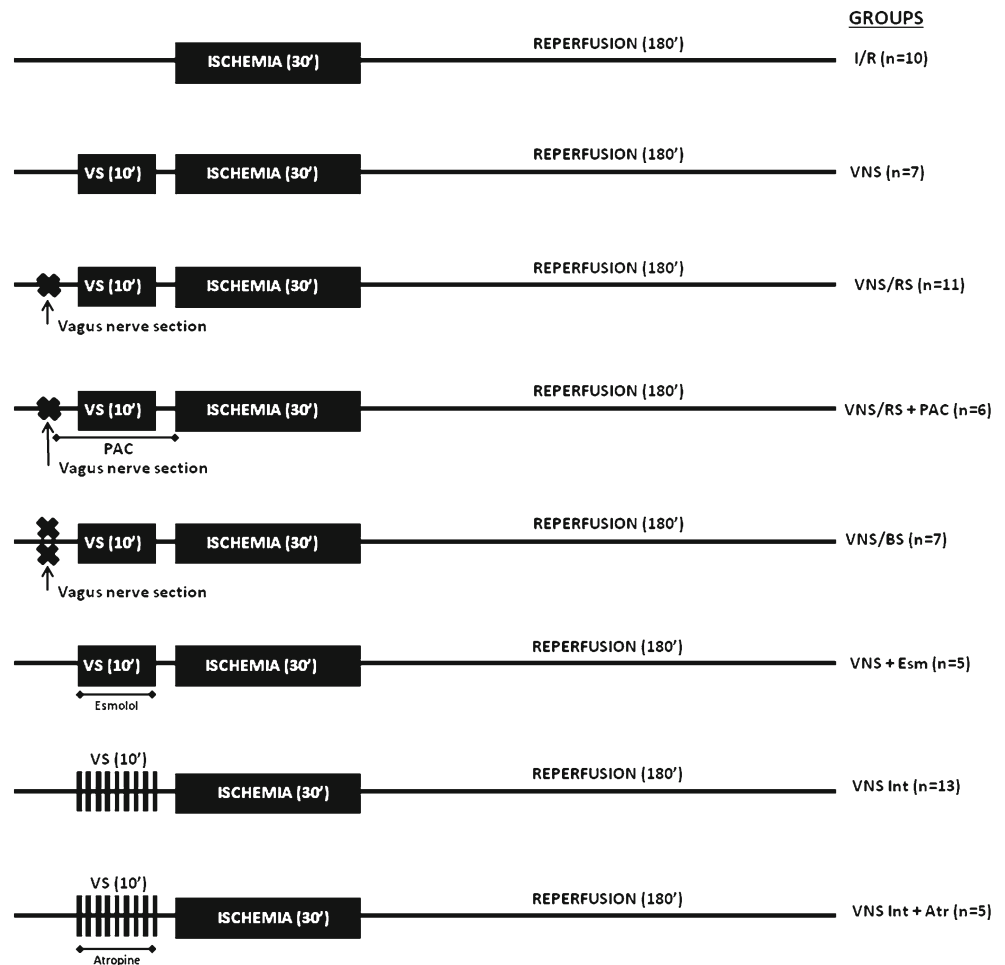 GROUPS
ISCHEMIA (30') REPERFUSION (180') I/R (n=10)
VS (10') ISCHEMIA (30') REPERFUSION (180') VNS (n=7)
VS (10') ISCHEMIA (30') REPERFUSION (180') VNS/RS (n=11)
Vagus nerve section
VS (10') ISCHEMIA (30') REPERFUSION (180') VNS/RS + PAC (n=6)
PAC
Vagus nerve section
VS (10') ISCHEMIA (30') REPERFUSION (180') VNS/BS (n=7)
Vagus nerve section
VS (10') ISCHEMIA (30') REPERFUSION (180') VNS + Esm (n=5)
Esmolol
VS (10')
ISCHEMIA (30') REPERFUSION (180') VNS Int (n=13)
VS (10')
ISCHEMIA (30') REPERFUSION (180') VNS Int + Atr (n=5)
Atropine